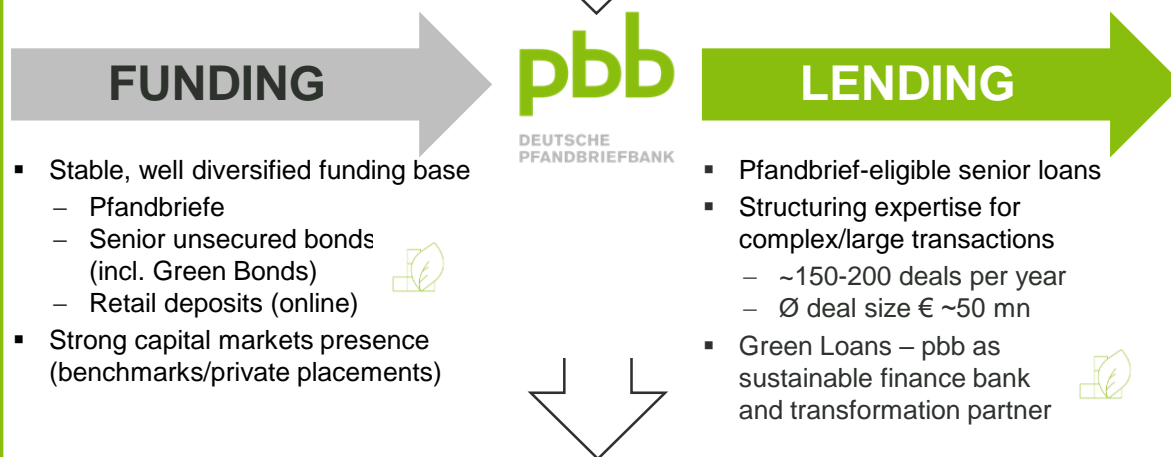 FUNDING
▪ Stable, well diversified funding base
– Pfandbriefe
– Senior unsecured bonds
(incl. Green Bonds)
– Retail deposits (online)
▪ Strong capital markets presence
(benchmarks/private placements)
pbb
DEUTSCHE
PFANDBRIEFBANK
LENDING
▪ Pfandbrief-eligible senior loans
▪ Structuring expertise for
complex/large transactions
– ~150-200 deals per year
– Ø deal size € ~50 mn
▪ Green Loans – pbb as
sustainable finance bank
and transformation partner